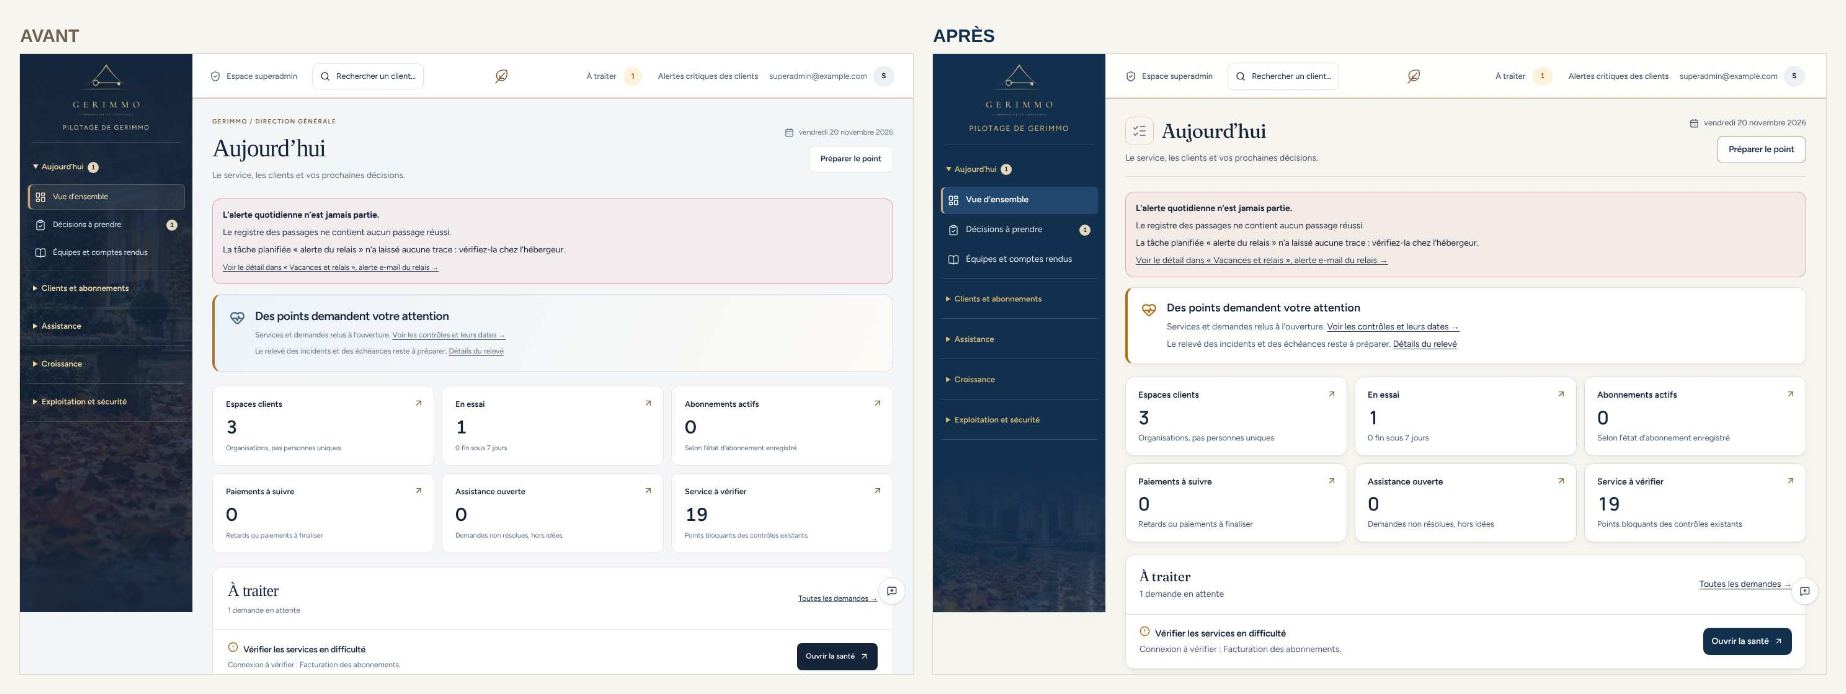 AVANT
GERIMMO
PILOTAGE DE GERIMMO
Aujourd'hui 1
Vue d'ensemble
Décisions à prendre 1
Équipes et comptes rendus
Clients et abonnements
Assistance
Croissance
Exploitation et sécurité
Espace superadmin
Rechercher un client...
À traiter 1
Alertes critiques des clients
superadmin@example.com
S
GERIMMO / DIRECTION GÉNÉRALE
Aujourd'hui
Le service, les clients et vos prochaines décisions.
vendredi 20 novembre 2026
Préparer le point
L'alerte quotidienne n'est jamais partie.
Le registre des passages ne contient aucun passage réussi.
La tâche planifiée « alerte du relais » n'a laissé aucune trace : vérifiez-la chez l'hébergeur.
Voir le détail dans « Vacances et relais », alerte e-mail du relais →
Des points demandent votre attention
Services et demandes relus à l'ouverture. Voir les contrôles et leurs dates →
Le relevé des incidents et des échéances reste à préparer. Détails du relevé
Espaces clients
3
Organisations, pas personnes uniques
En essai
1
0 fin sous 7 jours
Abonnements actifs
0
Selon l'état d'abonnement enregistré
Paiements à suivre
0
Retards ou paiements à finaliser
Assistance ouverte
0
Demandes non résolues, hors idées
Service à vérifier
19
Points bloquants des contrôles existants
À traiter
1 demande en attente
Toutes les demandes →
Vérifier les services en difficulté
Connexion à vérifier : Facturation des abonnements.
Ouvrir la santé
APRÈS
GERIMMO
PILOTAGE DE GERIMMO
Aujourd'hui 1
Vue d'ensemble
Décisions à prendre 1
Équipes et comptes rendus
Clients et abonnements
Assistance
Croissance
Exploitation et sécurité
Espace superadmin
Rechercher un client...
À traiter 1
Alertes critiques des clients
superadmin@example.com
S
Aujourd'hui
Le service, les clients et vos prochaines décisions.
vendredi 20 novembre 2026
Préparer le point
L'alerte quotidienne n'est jamais partie.
Le registre des passages ne contient aucun passage réussi.
La tâche planifiée « alerte du relais » n'a laissé aucune trace : vérifiez-la chez l'hébergeur.
Voir le détail dans « Vacances et relais », alerte e-mail du relais →
Des points demandent votre attention
Services et demandes relus à l'ouverture. Voir les contrôles et leurs dates →
Le relevé des incidents et des échéances reste à préparer. Détails du relevé
Espaces clients
3
Organisations, pas personnes uniques
En essai
1
0 fin sous 7 jours
Abonnements actifs
0
Selon l'état d'abonnement enregistré
Paiements à suivre
0
Retards ou paiements à finaliser
Assistance ouverte
0
Demandes non résolues, hors idées
Service à vérifier
19
Points bloquants des contrôles existants
À traiter
1 demande en attente
Toutes les demandes →
Vérifier les services en difficulté
Connexion à vérifier : Facturation des abonnements.
Ouvrir la santé